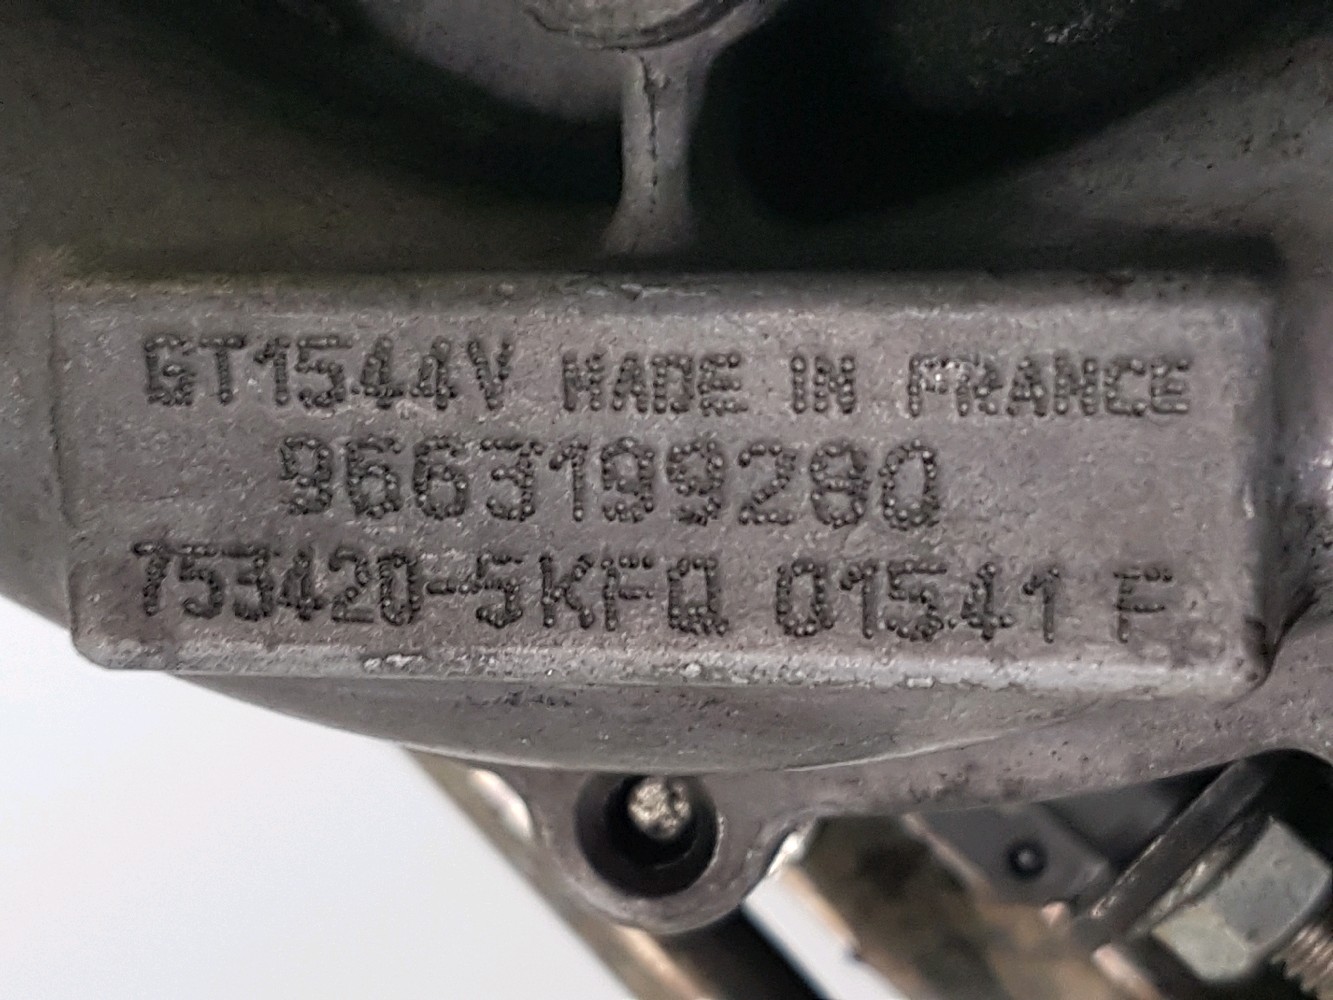 GT1544V MADE IN FRANCE
9663199280
753420-5KFQ 01541 F